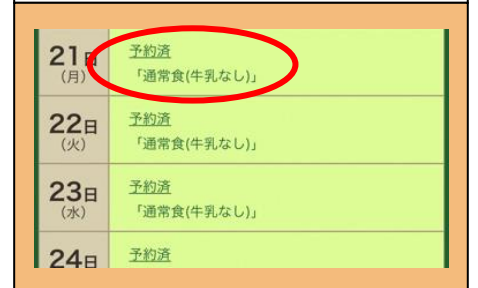 21日
(月)
予約済
「通常食(牛乳なし)」
22日
(火)
予約済
「通常食(牛乳なし)」
23日
(水)
予約済
「通常食(牛乳なし)」
24日
予約済